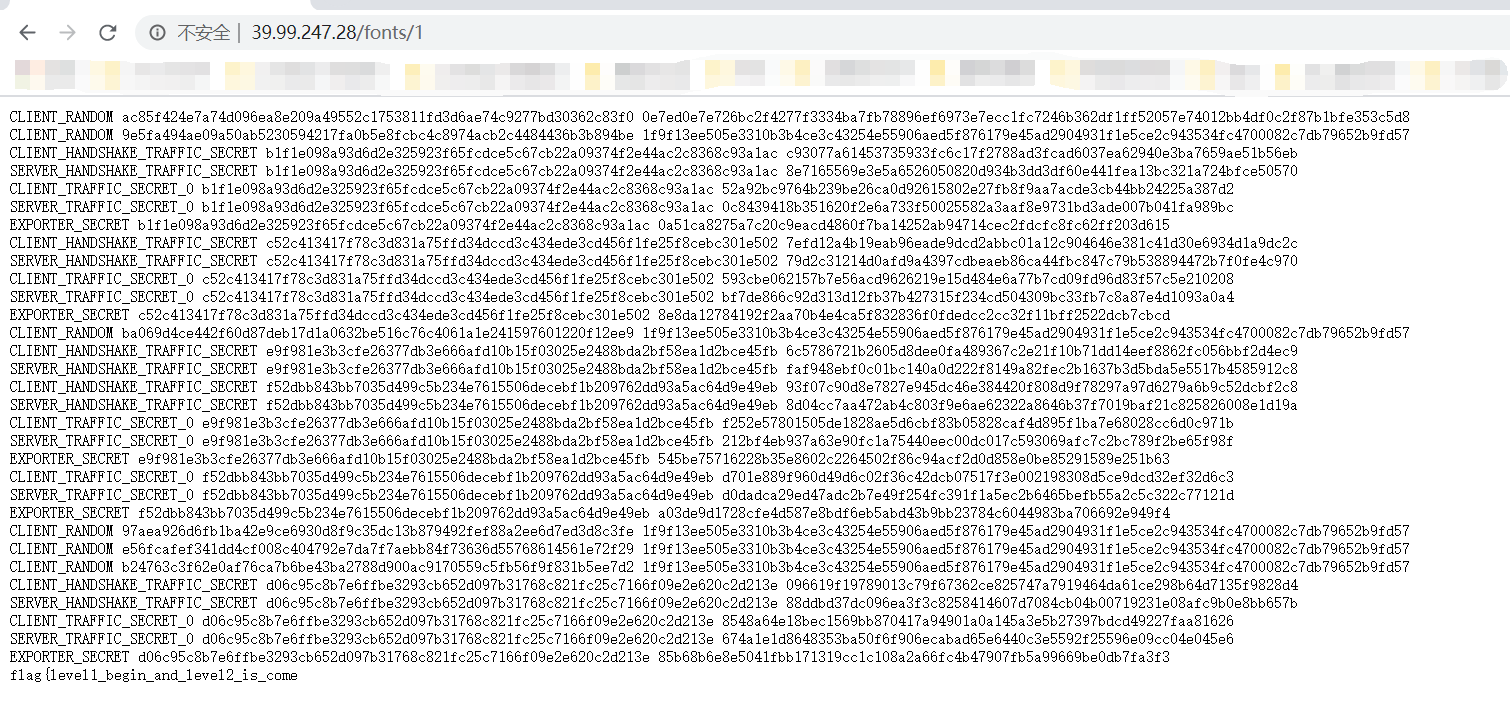 不安全 | 39.99.247.28/fonts/1
CLIENT_RANDOM ac85f424e7a74d096ea8e209a49552c1753811fd3d6ae74c9277bd30362c83f0 0e7ed0e7e726bc2f4277f3334ba7fb78896ef6973e7ecc1fc7246b362df1ff52057e74012bb4df0c2f87b1bfe353c5d8
CLIENT_RANDOM 9e5fa494ae09a50ab5230594217fa0b5e8fcbc4c8974acb2c4484436b3b894be 1f9f13ee505e3310b3b4ce3c43254e55906aed5f876179e45ad2904931f1e5ce2c943534fc4700082c7db79652b9fd57
CLIENT_HANDSHAKE_TRAFFIC_SECRET b1f1e098a93d6d2e325923f65fcdce5c67cb22a09374f2e44ac2c8368c93a1ac c93077a61453735933fc6c17f2788ad3fcad6037ea62940e3ba7659ae51b56eb
SERVER_HANDSHAKE_TRAFFIC_SECRET b1f1e098a93d6d2e325923f65fcdce5c67cb22a09374f2e44ac2c8368c93a1ac 8e7165569e3e5a6526050820d934b3dd3df60e441fea13bc321a724bfce50570
CLIENT_TRAFFIC_SECRET_0 b1f1e098a93d6d2e325923f65fcdce5c67cb22a09374f2e44ac2c8368c93a1ac 52a92bc9764b239be26ca0d92615802e27fb8f9aa7acde3cb44bb24225a387d2
SERVER_TRAFFIC_SECRET_0 b1f1e098a93d6d2e325923f65fcdce5c67cb22a09374f2e44ac2c8368c93a1ac 0c8439418b351620f2e6a733f50025582a3aaf8e9731bd3ade007b041fa989bc
EXPORTER_SECRET b1f1e098a93d6d2e325923f65fcdce5c67cb22a09374f2e44ac2c8368c93a1ac 0a51ca8275a7c20c9eacd4860f7ba14252ab94714cec2fdcfc8fc62ff203d615
CLIENT_HANDSHAKE_TRAFFIC_SECRET c52c413417f78c3d831a75ffd34dccd3c434ede3cd456f1fe25f8cebc301e502 7efd12a4b19eab96eade9dcd2abbc01a12c904646e381c41d30e6934d1a9dc2c
SERVER_HANDSHAKE_TRAFFIC_SECRET c52c413417f78c3d831a75ffd34dccd3c434ede3cd456f1fe25f8cebc301e502 79d2c31214d0afd9a4397cdbeaeb86ca44fbc847c79b538894472b7f0fe4c970
CLIENT_TRAFFIC_SECRET_0 c52c413417f78c3d831a75ffd34dccd3c434ede3cd456f1fe25f8cebc301e502 593cbe062157b7e56acd9626219e15d484e6a77b7cd09fd96d83f57c5e210208
SERVER_TRAFFIC_SECRET_0 c52c413417f78c3d831a75ffd34dccd3c434ede3cd456f1fe25f8cebc301e502 bf7de866c92d313d12fb37b427315f234cd504309bc33fb7c8a87e4d1093a0a4
EXPORTER_SECRET c52c413417f78c3d831a75ffd34dccd3c434ede3cd456f1fe25f8cebc301e502 8e8da12784192f2aa70b4e4ca5f832836f0fdedcc2cc32f11bff2522dcb7cbcd
CLIENT_RANDOM ba069d4ce442f60d87deb17d1a0632be516c76c4061a1e241597601220f12ee9 1f9f13ee505e3310b3b4ce3c43254e55906aed5f876179e45ad2904931f1e5ce2c943534fc4700082c7db79652b9fd57
CLIENT_HANDSHAKE_TRAFFIC_SECRET e9f981e3b3cfe26377db3e666afd10b15f03025e2488bda2bf58ea1d2bce45fb 6c5786721b2605d8dee0fa489367c2e21f10b71dd14eef8862fc056bbf2d4ec9
SERVER_HANDSHAKE_TRAFFIC_SECRET e9f981e3b3cfe26377db3e666afd10b15f03025e2488bda2bf58ea1d2bce45fb faf948ebf0c01bc140a0d222f8149a82fec2b1637b3d5bda5e5517b4585912c8
CLIENT_HANDSHAKE_TRAFFIC_SECRET f52dbb843bb7035d499c5b234e7615506decebf1b209762dd93a5ac64d9e49eb 93f07c90d8e7827e945dc46e384420f808d9f78297a97d6279a6b9c52dcbf2c8
SERVER_HANDSHAKE_TRAFFIC_SECRET f52dbb843bb7035d499c5b234e7615506decebf1b209762dd93a5ac64d9e49eb 8d04cc7aa472ab4c803f9e6ae62322a8646b37f7019baf21c825826008e1d19a
CLIENT_TRAFFIC_SECRET_0 e9f981e3b3cfe26377db3e666afd10b15f03025e2488bda2bf58ea1d2bce45fb f252e57801505de1828ae5d6cbf83b05828caf4d895f1ba7e68028cc6d0c971b
SERVER_TRAFFIC_SECRET_0 e9f981e3b3cfe26377db3e666afd10b15f03025e2488bda2bf58ea1d2bce45fb 212bf4eb937a63e90fc1a75440eec00dc017c593069afc7c2bc789f2be65f98f
EXPORTER_SECRET e9f981e3b3cfe26377db3e666afd10b15f03025e2488bda2bf58ea1d2bce45fb 545be75716228b35e8602c2264502f86c94acf2d0d858e0be85291589e251b63
CLIENT_TRAFFIC_SECRET_0 f52dbb843bb7035d499c5b234e7615506decebf1b209762dd93a5ac64d9e49eb d701e889f960d49d6c02f36c42dcb07517f3e002198308d5ce9dcd32ef32d6c3
SERVER_TRAFFIC_SECRET_0 f52dbb843bb7035d499c5b234e7615506decebf1b209762dd93a5ac64d9e49eb d0dadca29ed47adc2b7e49f254fc391f1a5ec2b6465befb55a2c5c322c77121d
EXPORTER_SECRET f52dbb843bb7035d499c5b234e7615506decebf1b209762dd93a5ac64d9e49eb a03de9d1728cfe4d587e8bdf6eb5abd43b9bb23784c6044983ba706692e949f4
CLIENT_RANDOM 97aea926d6fb1ba42e9ce6930d8f9c35dc13b879492fef88a2ee6d7ed3d8c3fe 1f9f13ee505e3310b3b4ce3c43254e55906aed5f876179e45ad2904931f1e5ce2c943534fc4700082c7db79652b9fd57
CLIENT_RANDOM e56fcafef341dd4cf008c404792e7da7f7aebb84f73636d55768614561e72f29 1f9f13ee505e3310b3b4ce3c43254e55906aed5f876179e45ad2904931f1e5ce2c943534fc4700082c7db79652b9fd57
CLIENT_RANDOM b24763c3f62e0af76ca7b6be43ba2788d900ac9170559c5fb56f9f831b5ee7d2 1f9f13ee505e3310b3b4ce3c43254e55906aed5f876179e45ad2904931f1e5ce2c943534fc4700082c7db79652b9fd57
CLIENT_HANDSHAKE_TRAFFIC_SECRET d06c95c8b7e6ffbe3293cb652d097b31768c821fc25c7166f09e2e620c2d213e 096619f19789013c79f67362ce825747a7919464da61ce298b64d7135f9828d4
SERVER_HANDSHAKE_TRAFFIC_SECRET d06c95c8b7e6ffbe3293cb652d097b31768c821fc25c7166f09e2e620c2d213e 88ddbd37dc096ea3f3c8258414607d7084cb04b00719231e08afc9b0e8bb657b
CLIENT_TRAFFIC_SECRET_0 d06c95c8b7e6ffbe3293cb652d097b31768c821fc25c7166f09e2e620c2d213e 8548a64e18bec1569bb870417a94901a0a145a3e5b27397bdcd49227faa81626
SERVER_TRAFFIC_SECRET_0 d06c95c8b7e6ffbe3293cb652d097b31768c821fc25c7166f09e2e620c2d213e 674a1e1d8648353ba50f6f906ecabad65e6440c3e5592f25596e09cc04e045e6
EXPORTER_SECRET d06c95c8b7e6ffbe3293cb652d097b31768c821fc25c7166f09e2e620c2d213e 85b68b6e8e5041fbb171319cc1c108a2a66fc4b47907fb5a99669be0db7fa3f3
flag{level1_begin_and_level2_is_come